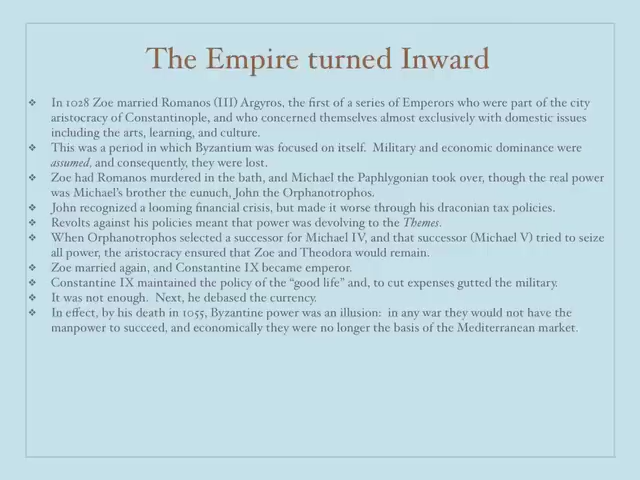 The Empire turned Inward
❖ In 1028 Zoe married Romanos (III) Argyros, the first of a series of Emperors who were part of the city
aristocracy of Constantinople, and who concerned themselves almost exclusively with domestic issues
including the arts, learning, and culture.
❖ This was a period in which Byzantium was focused on itself. Military and economic dominance were
assumed, and consequently, they were lost.
❖ Zoe had Romanos murdered in the bath, and Michael the Paphlygonian took over, though the real power
was Michael's brother the eunuch, John the Orphanotrophos.
❖ John recognized a looming financial crisis, but made it worse through his draconian tax policies.
❖ Revolts against his policies meant that power was devolving to the Themes.
❖ When Orphanotrophos selected a successor for Michael IV, and that successor (Michael V) tried to seize
all power, the aristocracy ensured that Zoe and Theodora would remain.
❖ Zoe married again, and Constantine IX became emperor.
❖ Constantine IX maintained the policy of the “good life” and, to cut expenses gutted the military.
❖ It was not enough. Next, he debased the currency.
❖ In effect, by his death in 1055, Byzantine power was an illusion: in any war they would not have the
manpower to succeed, and economically they were no longer the basis of the Mediterranean market.